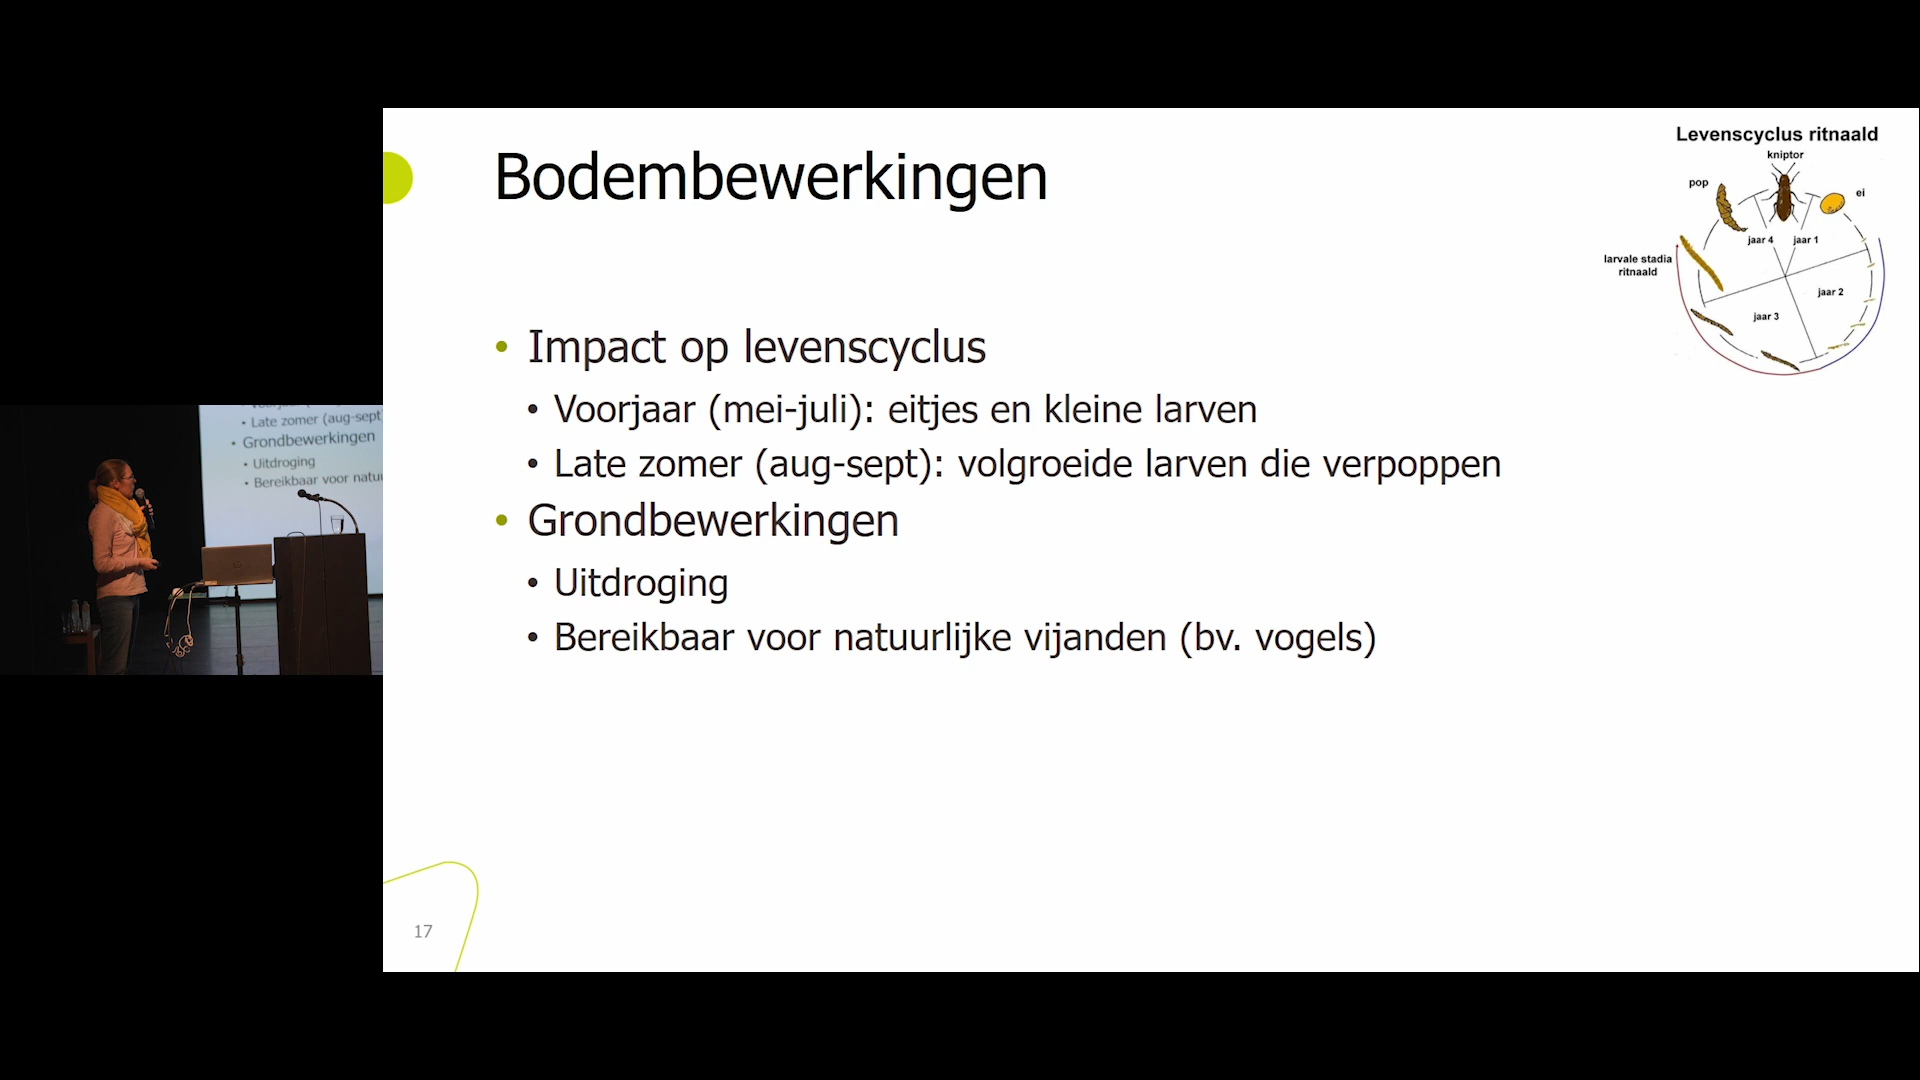 Bodembewerkingen
Levenscyclus ritnaald
kniptor
pop
ei
jaar 4
jaar 1
larvale stadia
ritnaald
jaar 2
jaar 3
• Impact op levenscyclus
• Voorjaar (mei-juli): eitjes en kleine larven
• Late zomer (aug-sept): volgroeide larven die verpoppen
• Grondbewerkingen
• Uitdroging
• Bereikbaar voor natuurlijke vijanden (bv. vogels)
17
• Late zomer (aug-sept
• Grondbewerkingen
• Uitdroging
• Bereikbaar voor natu